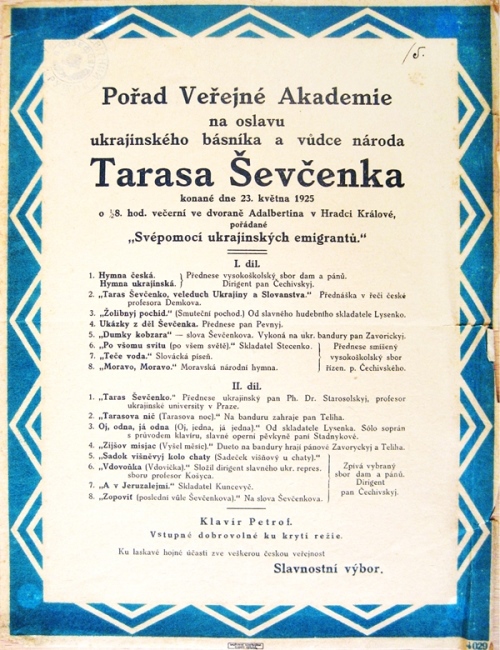 /5.
Pořad Veřejné Akademie
na oslavu
ukrajinského básníka a vůdce národa
Tarasa Ševčenka
konané dne 23. května 1925
o ½8. hod. večerní ve dvoraně Adalbertina v Hradci Králové,
pořádané
„Svépomocí ukrajinských emigrantů.“
I. díl.
1. Hymna česká.
Hymna ukrajinská.
Přednese vysokoškolský sbor dam a pánů.
Dirigent pan Čechivskyj.
2. „Taras Ševčenko, veleduch Ukrajiny a Slovanstva.“ Přednáška v řeči české
profesora Demkova.
3. „Žolibnyj pochid.“ (Smuteční pochod.) Od slavného hudebního skladatele Lysenko.
4. Ukázky z děl Ševčenka. Přednese pan Pevnyj.
5. „Dumky kobzara“ — slova Ševčenkova. Vykoná na ukr. bandury pan Zavorickyj.
6. „Po všomu svitu (po všem světě).“ Skladatel Stecenko.
7. „Teče voda.“ Slovácká píseň.
8. „Moravo, Moravo.“ Moravská národní hymna.
Přednese smíšený
vysokoškolský sbor
řízen. p. Čechivského.
II. díl.
1. „Taras Ševčenko.“ Přednese ukrajinský pan Ph. Dr. Starosolskyj, profesor
ukrajinské university v Praze.
2. „Tarasova nič (Tarasova noc).“ Na banduru zahraje pan Teliha.
3. Oj, odna, já odna (Oj, jedna, já jedna).“ Od skladatele Lysenka. Sólo soprán
s průvodem klavíru, slavné operní pěvkyně paní Stadnykové.
4. „Zijšov misjac (Vyšel měsíc).“ Dueto na bandury hrají pánové Zavoryckyj a Teliha.
5. „Sadok višněvyj kolo chaty (Sadeček višňový u chaty).“
6. „Vdovoňka (Vdovička).“ Složil dirigent slavného ukr. repres.
sboru profesor Košyca.
7. „A v Jeruzalejmi.“ Skladatel Kuncevyč.
8. „Zopovit (poslední vůle Ševčenkova).“ Na slova Ševčenkova.
Zpívá vybraný
sbor dam a pánů.
Dirigent
pan Čechivskyj.
Klavír Petrof.
Vstupné dobrovolné ku krytí režie.
Ku laskavé hojné účasti zve veškerou českou veřejnost
Slavnostní výbor.
4029